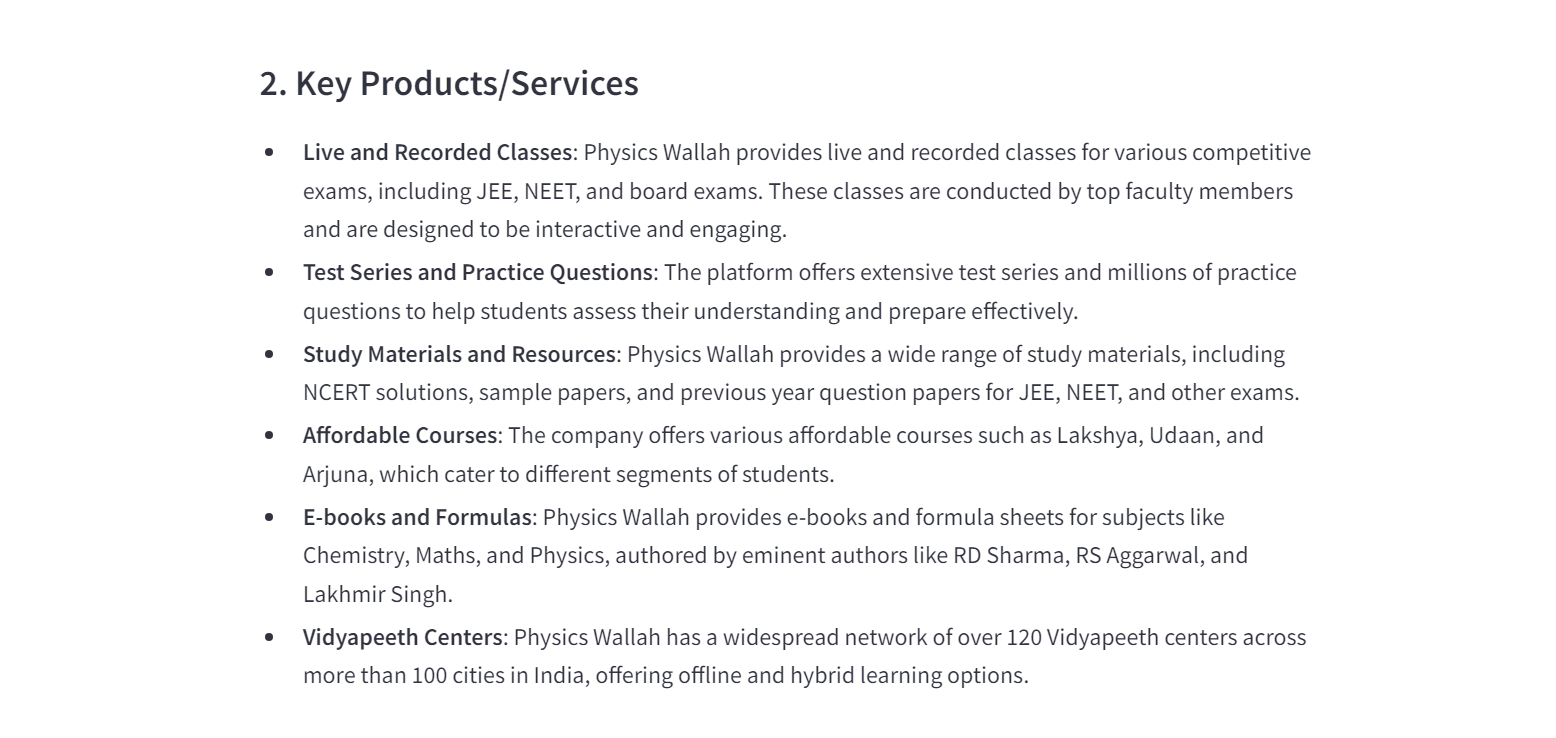 2. Key Products/Services
Live and Recorded Classes: Physics Wallah provides live and recorded classes for various competitive
exams, including JEE, NEET, and board exams. These classes are conducted by top faculty members
and are designed to be interactive and engaging.
Test Series and Practice Questions: The platform offers extensive test series and millions of practice
questions to help students assess their understanding and prepare effectively.
Study Materials and Resources: Physics Wallah provides a wide range of study materials, including
NCERT solutions, sample papers, and previous year question papers for JEE, NEET, and other exams.
Affordable Courses: The company offers various affordable courses such as Lakshya, Udaan, and
Arjuna, which cater to different segments of students.
E-books and Formulas: Physics Wallah provides e-books and formula sheets for subjects like
Chemistry, Maths, and Physics, authored by eminent authors like RD Sharma, RS Aggarwal, and
Lakhmir Singh.
Vidyapeeth Centers: Physics Wallah has a widespread network of over 120 Vidyapeeth centers across
more than 100 cities in India, offering offline and hybrid learning options.